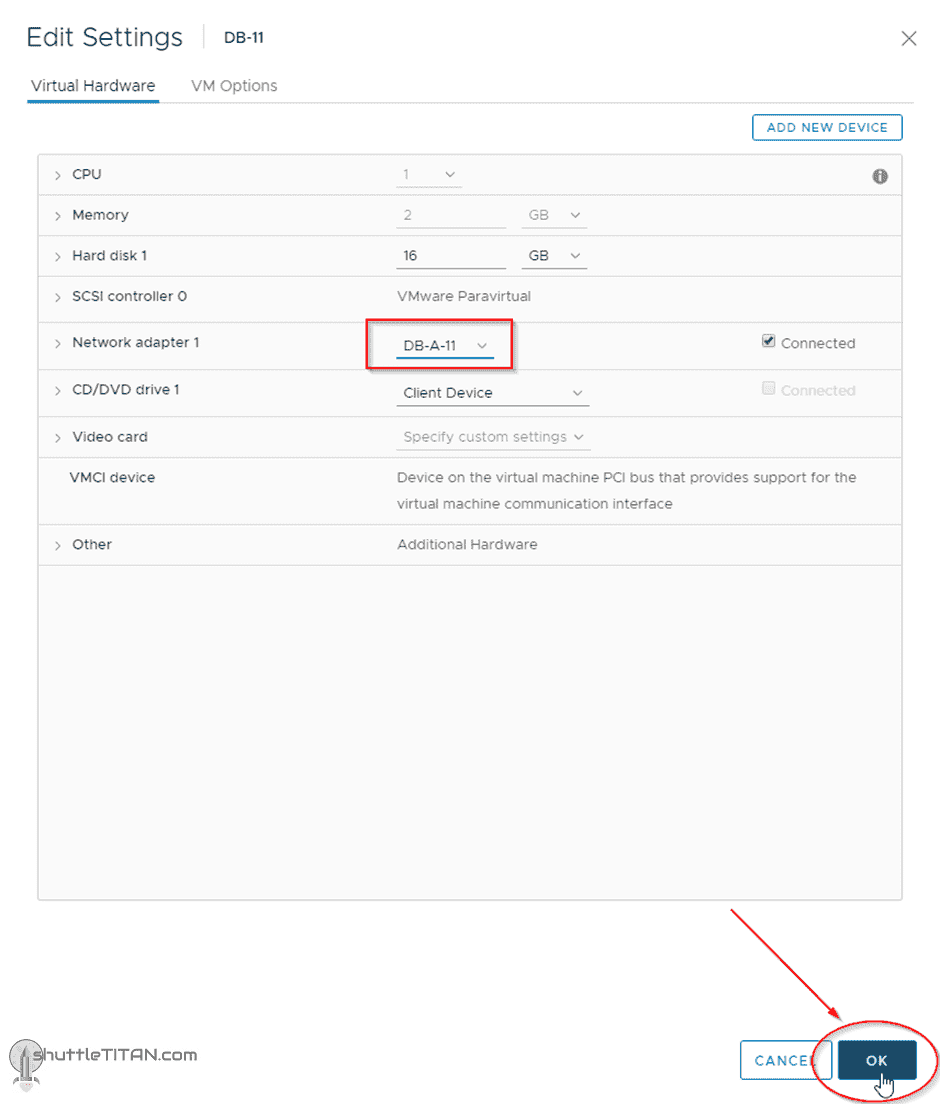 Edit Settings DB-11
Virtual Hardware VM Options
ADD NEW DEVICE
CPU 1
Memory 2 GB
Hard disk 1 16 GB
SCSI controller 0 VMware Paravirtual
Network adapter 1 DB-A-11 Connected
CD/DVD drive 1 Client Device Connected
Video card Specify custom settings
VMCI device Device on the virtual machine PCI bus that provides support for the
virtual machine communication interface
Other Additional Hardware
shuttleTITAN.com
CANCEL OK